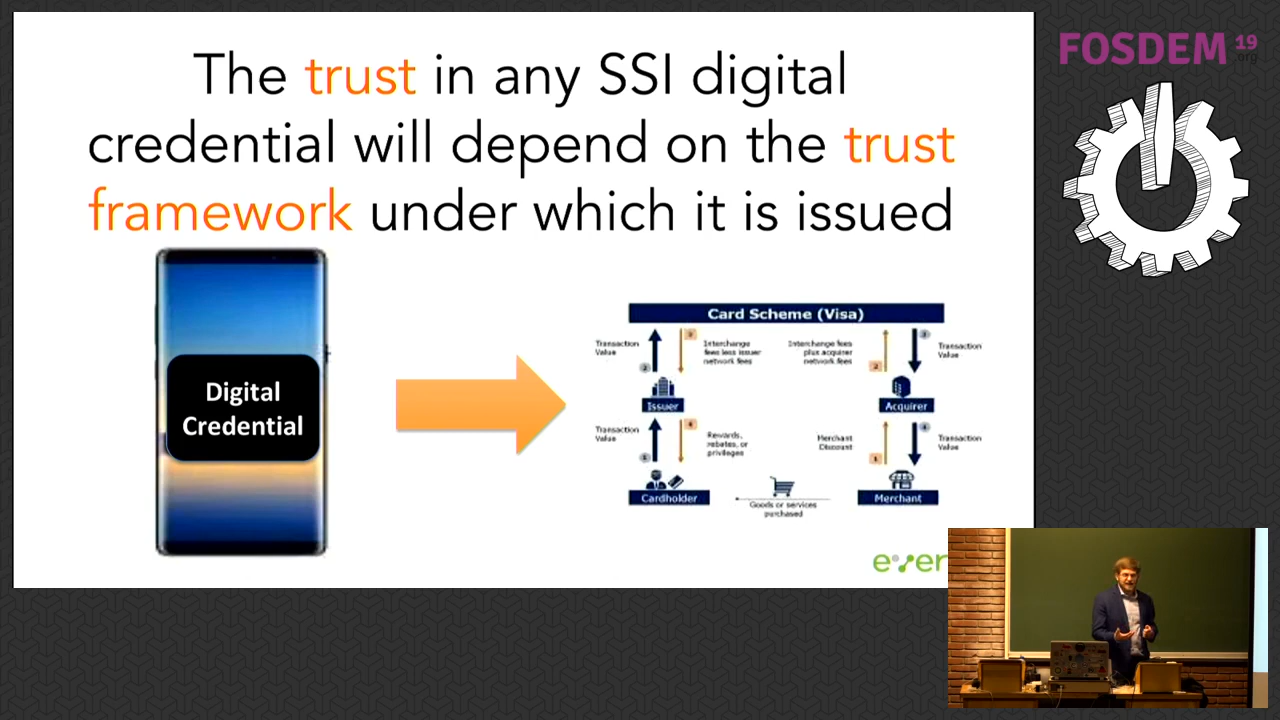 The trust in any SSI digital
credential will depend on the trust
framework under which it is issued
Digital
Credential
Card Scheme (Visa)
Transaction
Value
Interchange
fees less issuer
network fees
Interchange fees
plus acquirer
network fees
Transaction
Value
Issuer
Acquirer
Transaction
Value
Rewards,
rebates, or
privileges
Merchant
Discount
Transaction
Value
Cardholder
Goods or services
purchased
Merchant
FOSDEM 19
.org